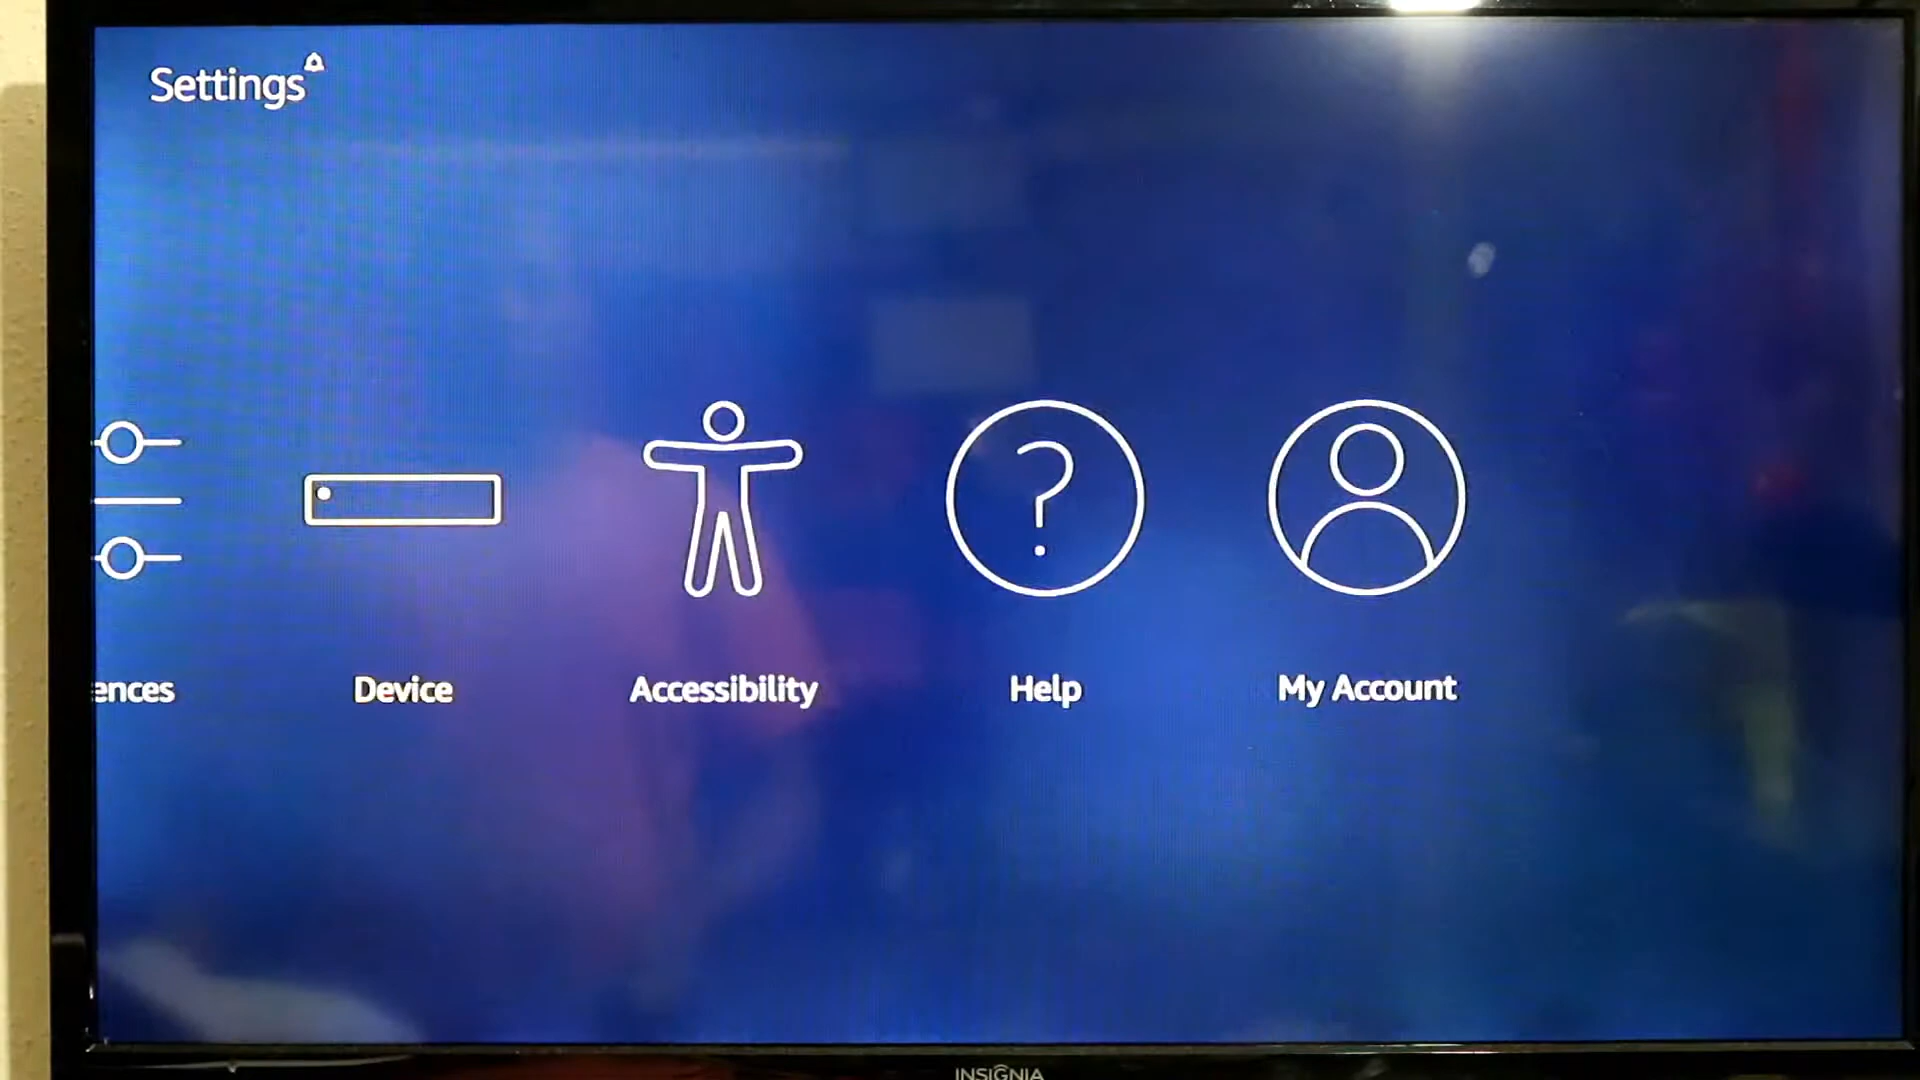 Settings
ences
Device
Accessibility
Help
My Account
INSIGNIA